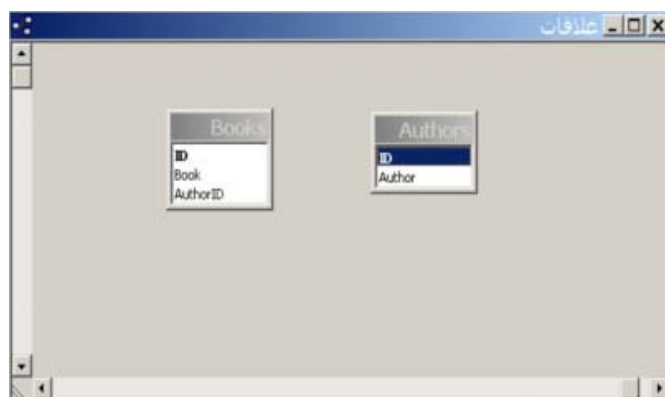 علاقات
Books
ID
Book
AuthorID
Authors
ID
Author